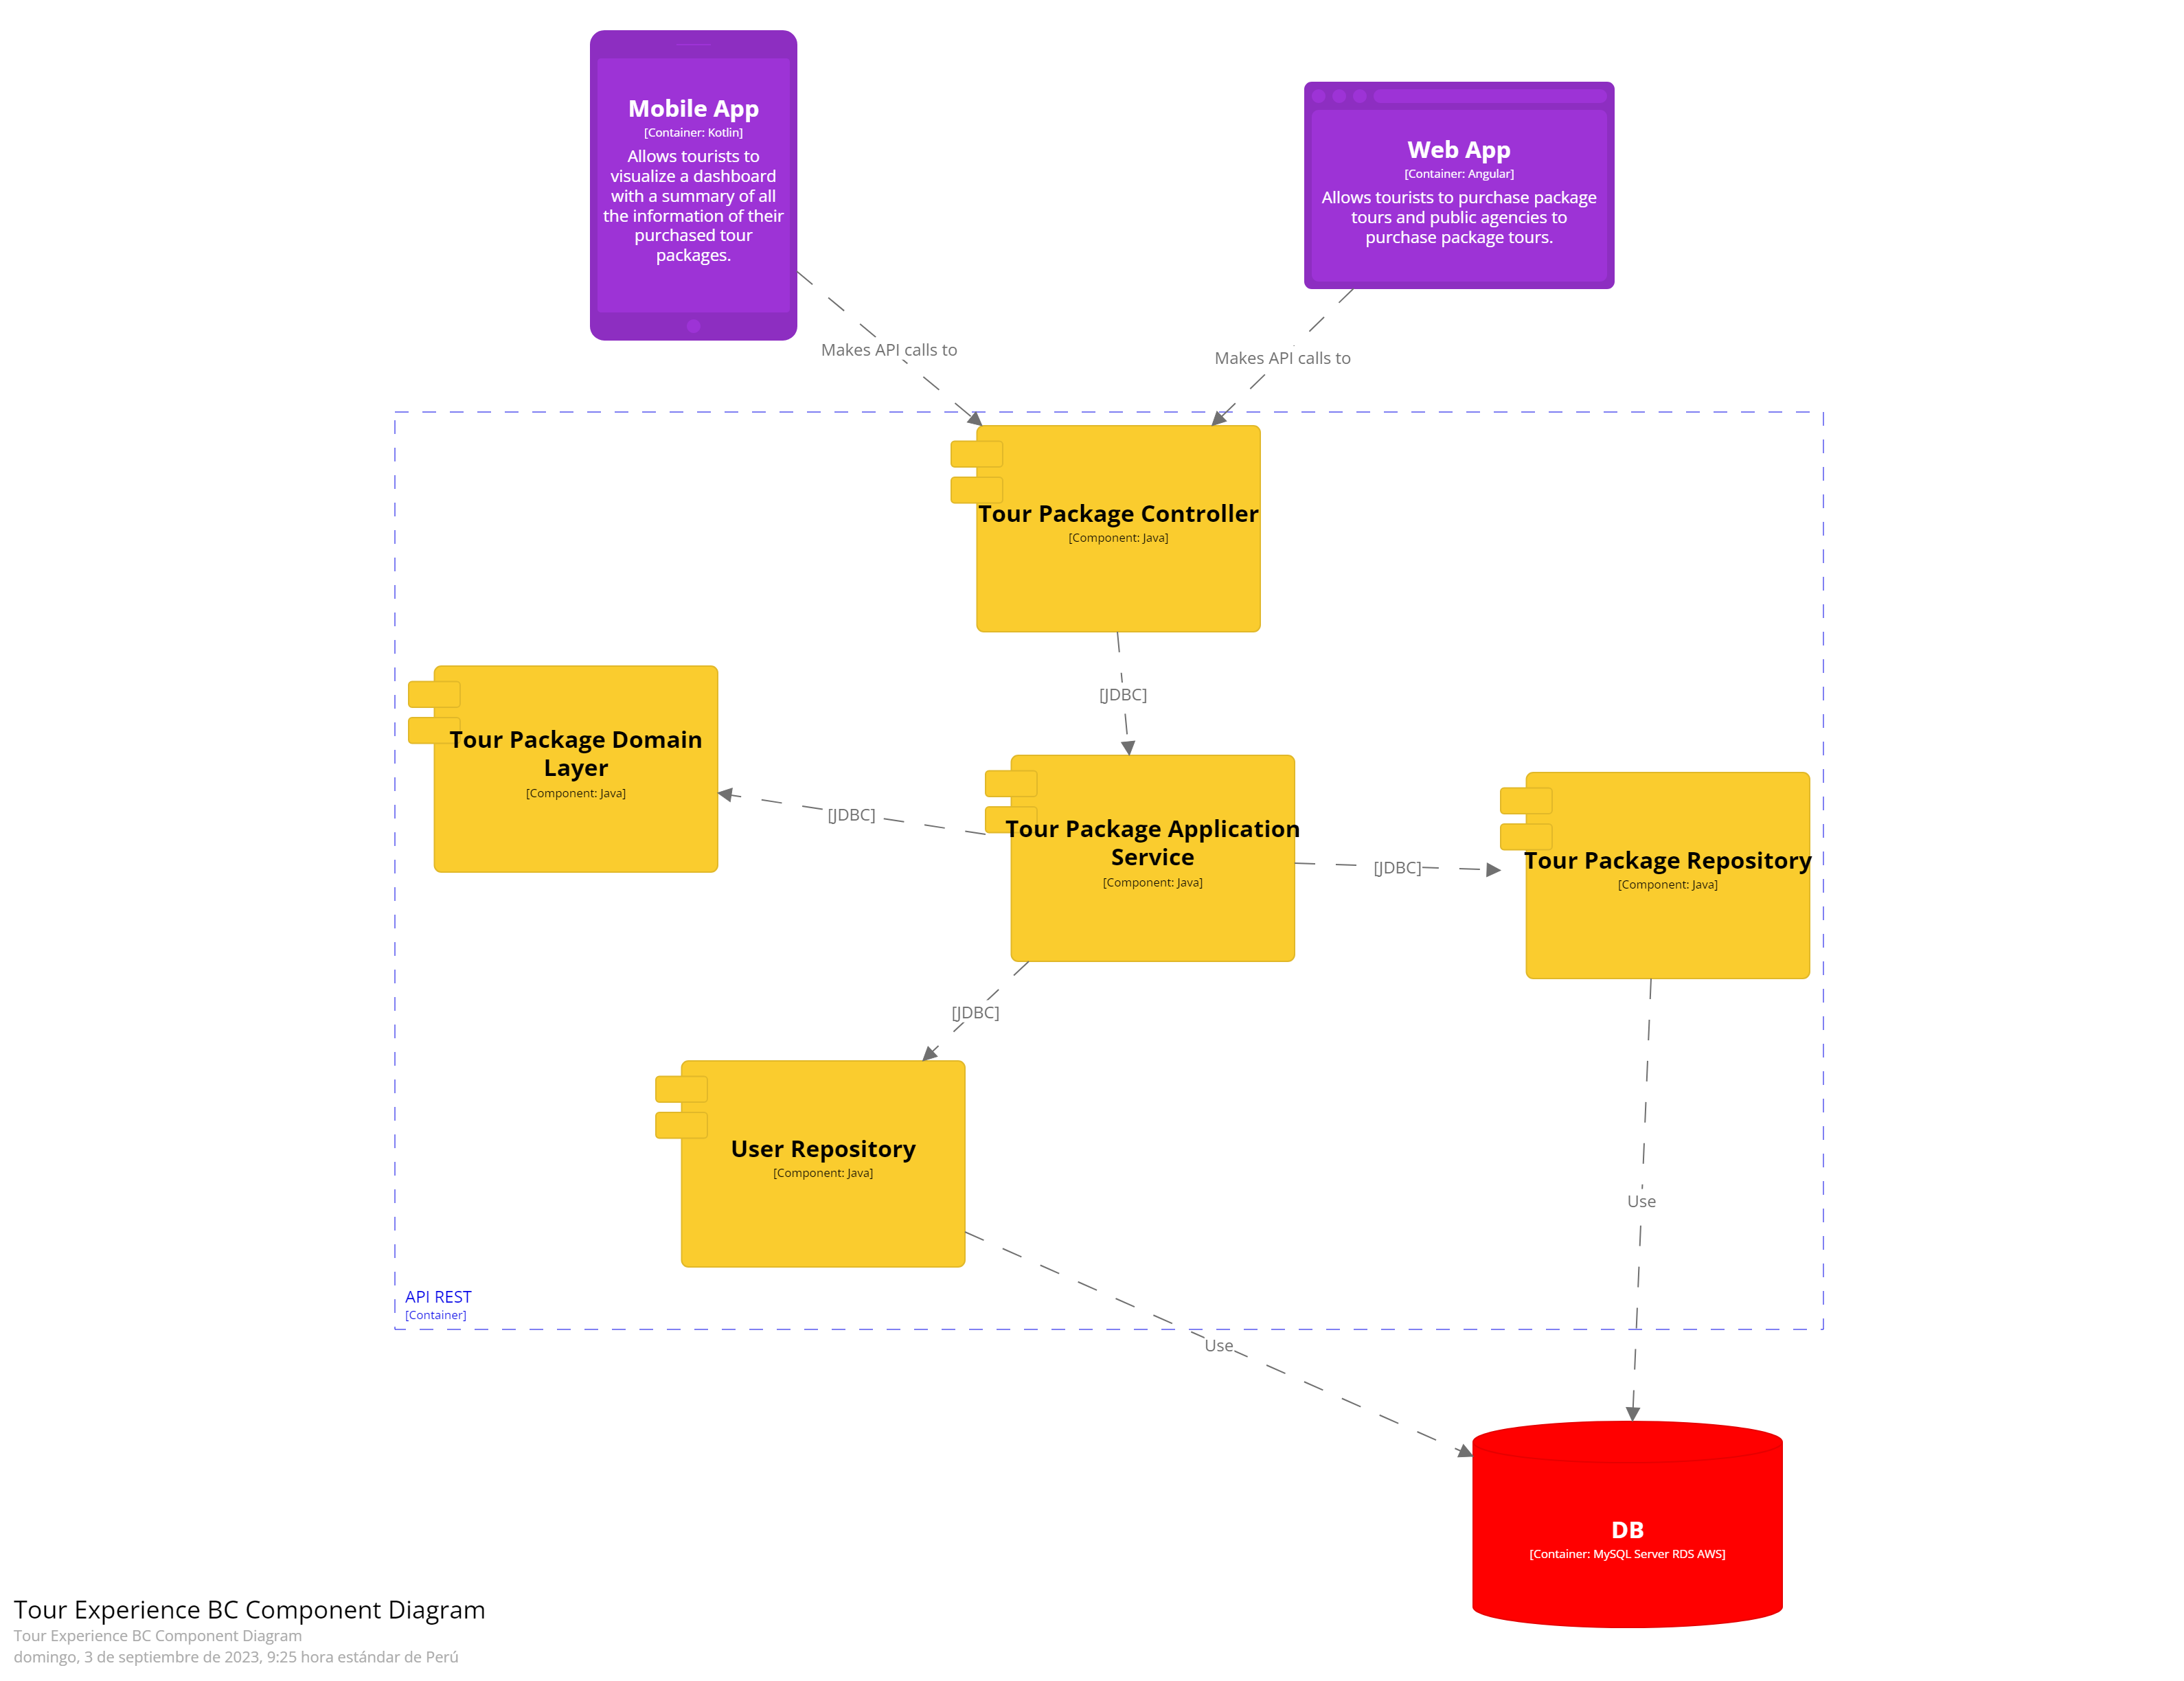 Mobile App
[Container: Kotlin]
Allows tourists to
visualize a dashboard
with a summary of all
the information of their
purchased tour
packages.
Web App
[Container: Angular]
Allows tourists to purchase package
tours and public agencies to
purchase package tours.
Makes API calls to
Makes API calls to
Tour Package Controller
[Component: Java]
[JDBC]
Tour Package Domain
Layer
[Component: Java]
[JDBC]
Tour Package Application
Service
[Component: Java]
[JDBC]
Tour Package Repository
[Component: Java]
[JDBC]
User Repository
[Component: Java]
Use
API REST
[Container]
Use
DB
[Container: MySQL Server RDS AWS]
Tour Experience BC Component Diagram
Tour Experience BC Component Diagram
domingo, 3 de septiembre de 2023, 9:25 hora estándar de Perú